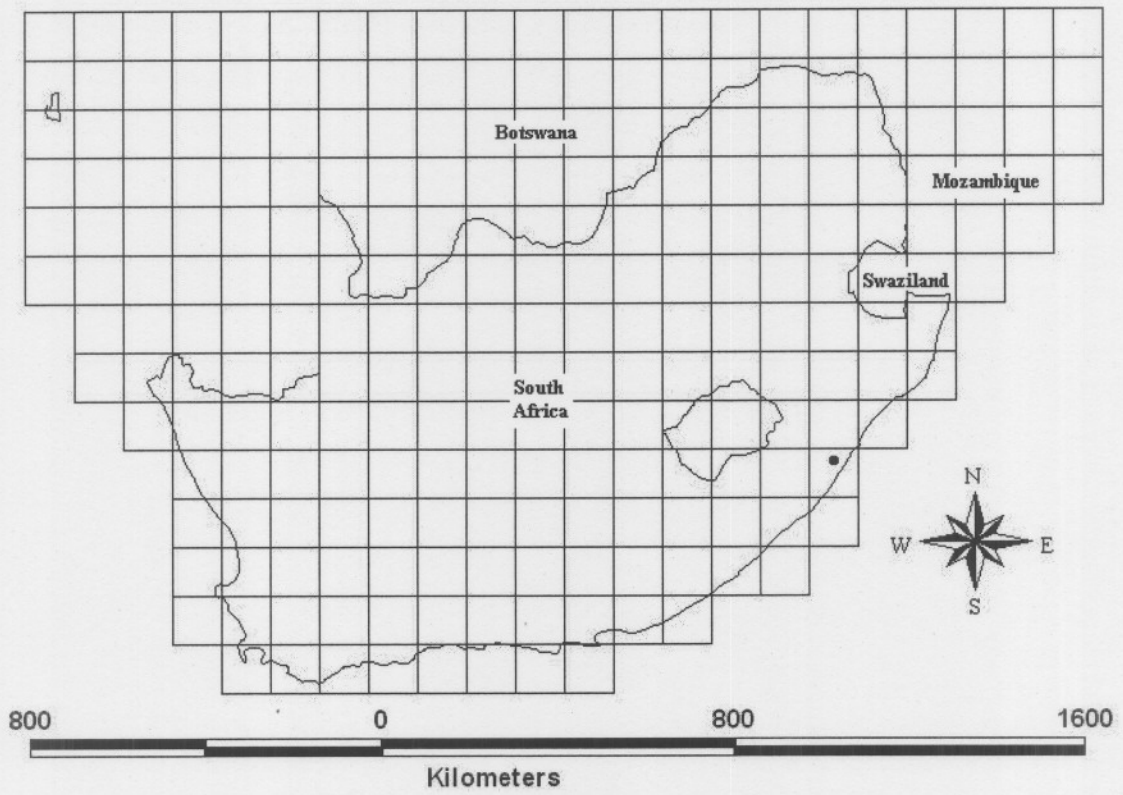 Botswana
Mozambique
Swaziland
South
Africa
N
W E
S
800 0 800 1600
Kilometers